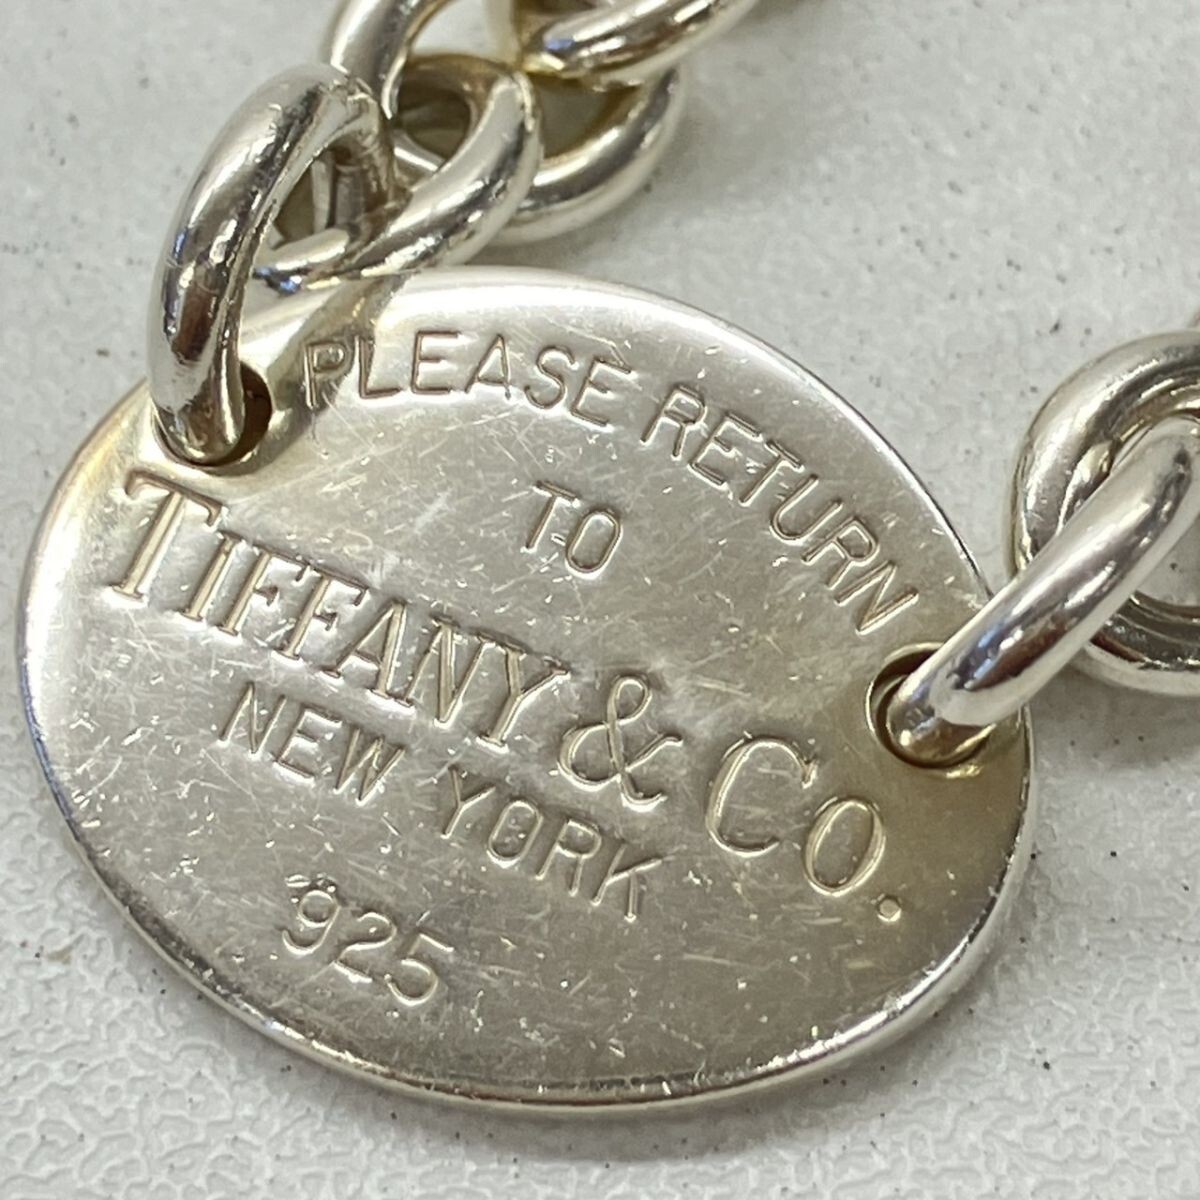 PLEASE RETURN
TO
TIFFANY & CO.
NEW YORK
925